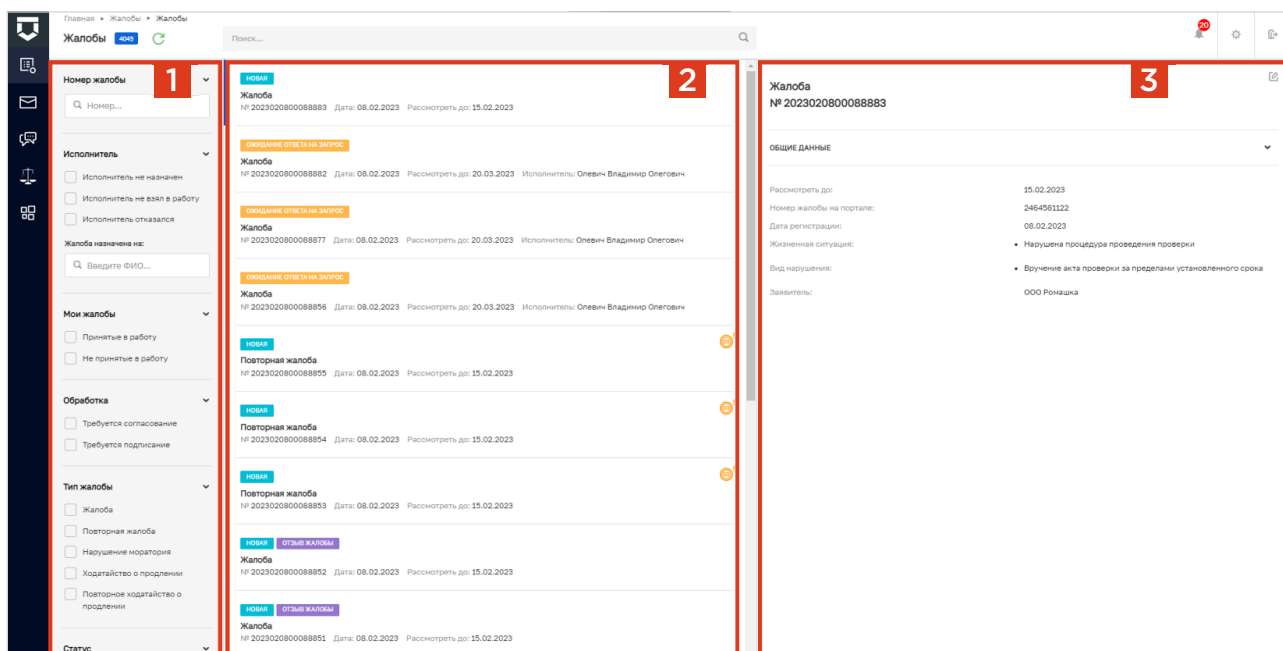 Главная ▸ Жалобы ▸ Жалобы
Жалобы 4045
Поиск...
20
1
Номер жалобы
Номер...
Исполнитель
Исполнитель не назначен
Исполнитель не взял в работу
Исполнитель отказался
Жалоба назначена на:
Введите ФИО...
Мои жалобы
Принятые в работу
Не принятые в работу
Обработка
Требуется согласование
Требуется подписание
Тип жалобы
Жалоба
Повторная жалоба
Нарушение моратория
Ходатайство о продлении
Повторное ходатайство о
продлении
Статус
2
НОВАЯ
Жалоба
№ 2023020800088883 Дата: 08.02.2023 Рассмотреть до: 15.02.2023
ОЖИДАНИЕ ОТВЕТА НА ЗАПРОС
Жалоба
№ 2023020800088882 Дата: 08.02.2023 Рассмотреть до: 20.03.2023 Исполнитель: Олевич Владимир Олегович
ОЖИДАНИЕ ОТВЕТА НА ЗАПРОС
Жалоба
№ 2023020800088877 Дата: 08.02.2023 Рассмотреть до: 20.03.2023 Исполнитель: Олевич Владимир Олегович
ОЖИДАНИЕ ОТВЕТА НА ЗАПРОС
Жалоба
№ 2023020800088856 Дата: 08.02.2023 Рассмотреть до: 20.03.2023 Исполнитель: Олевич Владимир Олегович
НОВАЯ
Повторная жалоба
№ 2023020800088855 Дата: 08.02.2023 Рассмотреть до: 15.02.2023
НОВАЯ
Повторная жалоба
№ 2023020800088854 Дата: 08.02.2023 Рассмотреть до: 15.02.2023
НОВАЯ
Повторная жалоба
№ 2023020800088853 Дата: 08.02.2023 Рассмотреть до: 15.02.2023
НОВАЯ ОТЗЫВ ЖАЛОБЫ
Жалоба
№ 2023020800088852 Дата: 08.02.2023 Рассмотреть до: 15.02.2023
НОВАЯ ОТЗЫВ ЖАЛОБЫ
Жалоба
№ 2023020800088851 Дата: 08.02.2023 Рассмотреть до: 15.02.2023
3
Жалоба
№ 2023020800088883
ОБЩИЕ ДАННЫЕ
Рассмотреть до: 15.02.2023
Номер жалобы на портале: 2464581122
Дата регистрации: 08.02.2023
Жизненная ситуация: • Нарушена процедура проведения проверки
Вид нарушения: • Вручение акта проверки за пределами установленного срока
Заявитель: ООО Ромашка